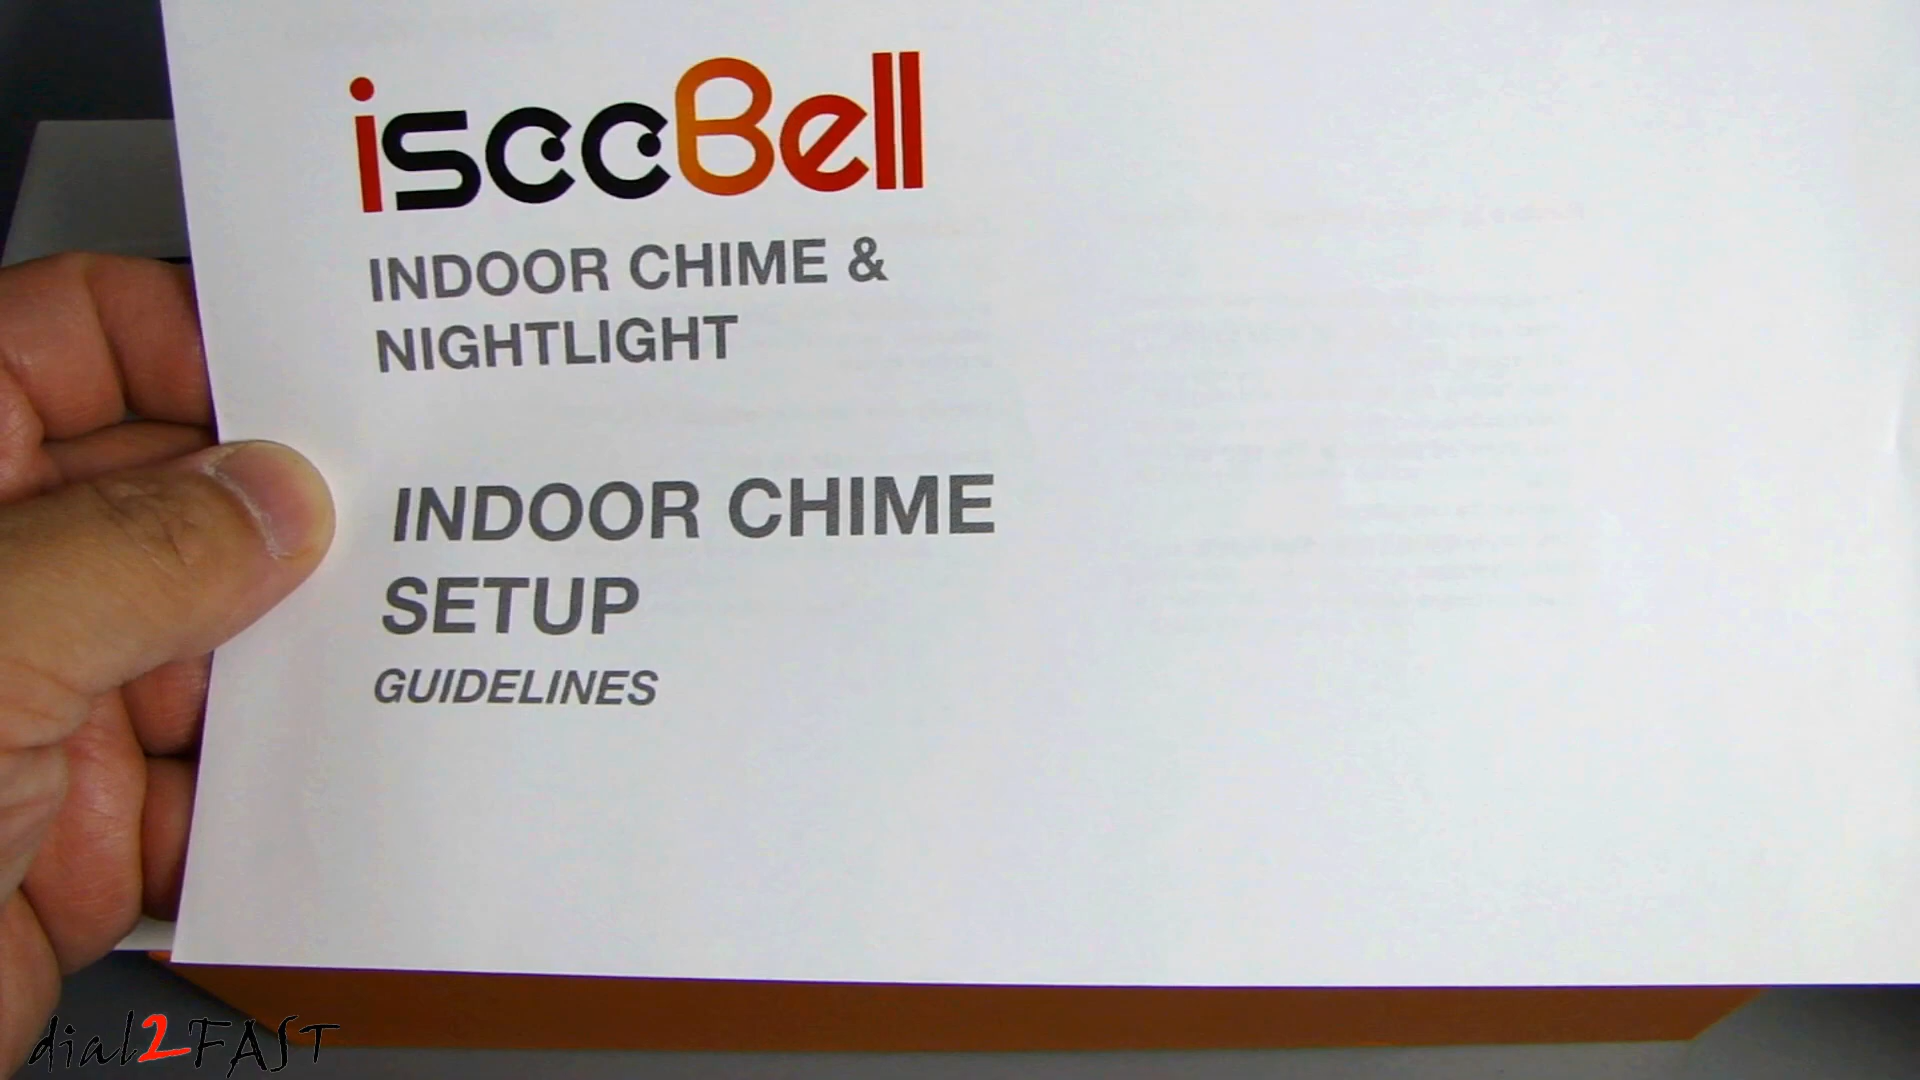 iseeBell
INDOOR CHIME &
NIGHTLIGHT
INDOOR CHIME
SETUP
GUIDELINES
dial2FAST